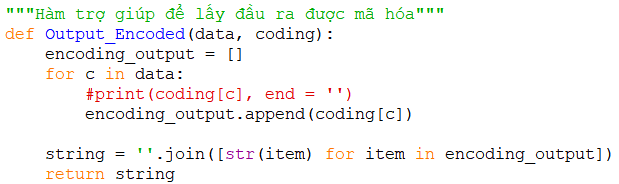 """Hàm trợ giúp để lấy đầu ra được mã hóa"""
def Output_Encoded(data, coding):
    encoding_output = []
    for c in data:
        #print(coding[c], end = '')
        encoding_output.append(coding[c])

    string = ''.join([str(item) for item in encoding_output])
    return string